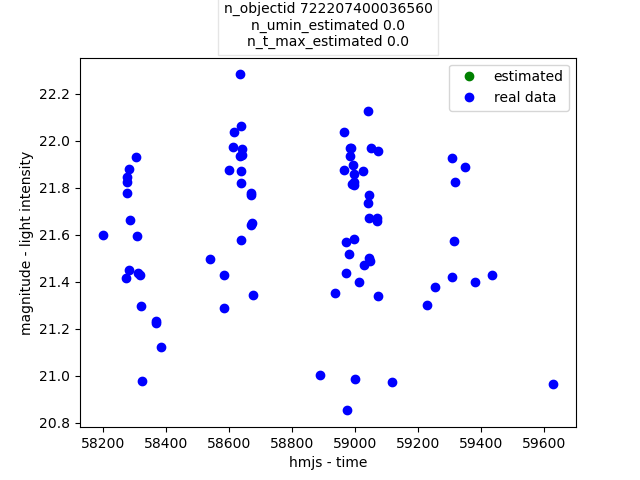 n_objectid 722207400036560
n_umin_estimated 0.0
n_t_max_estimated 0.0
estimated
real data
22.2
22.0
21.8
21.6
21.4
21.2
21.0
20.8
magnitude - light intensity
58200 58400 58600 58800 59000 59200 59400 59600
hmjs - time